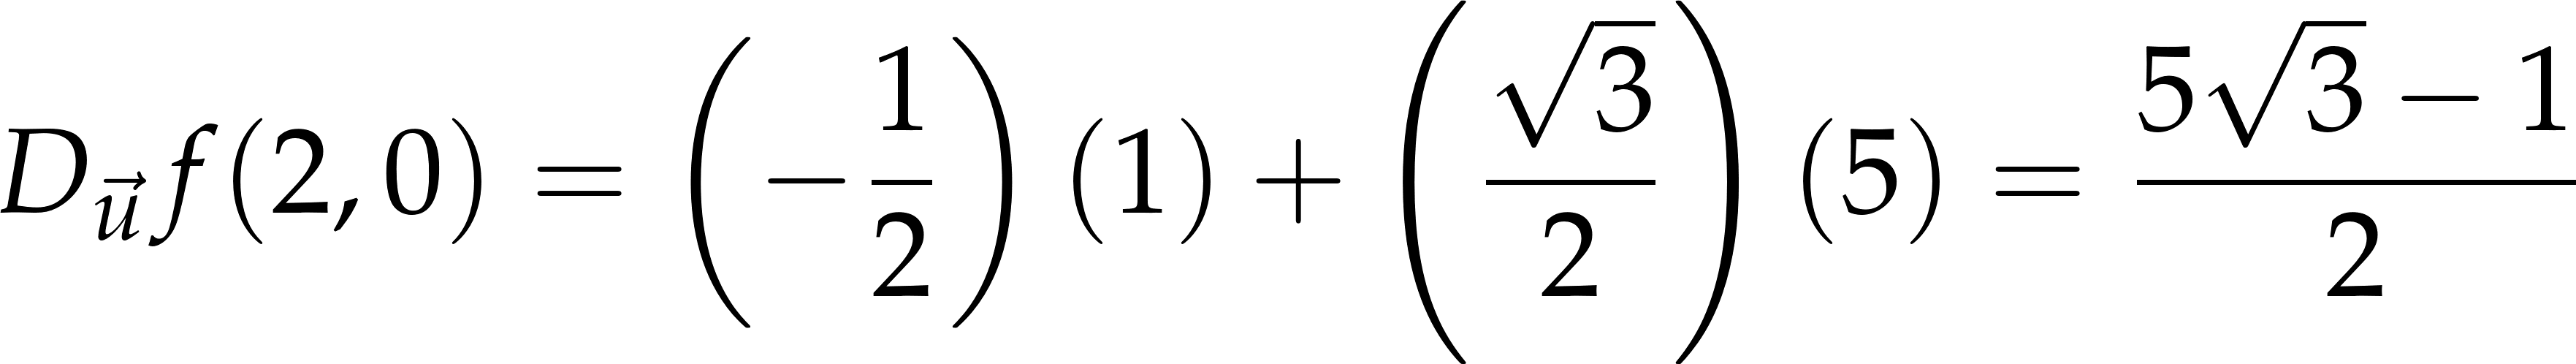 $D_{\vec{u}}f(2,0) = \left(-\frac{1}{2}\right)(1) + \left(\frac{\sqrt{3}}{2}\right)(5) = \frac{5\sqrt{3}-1}{2}$